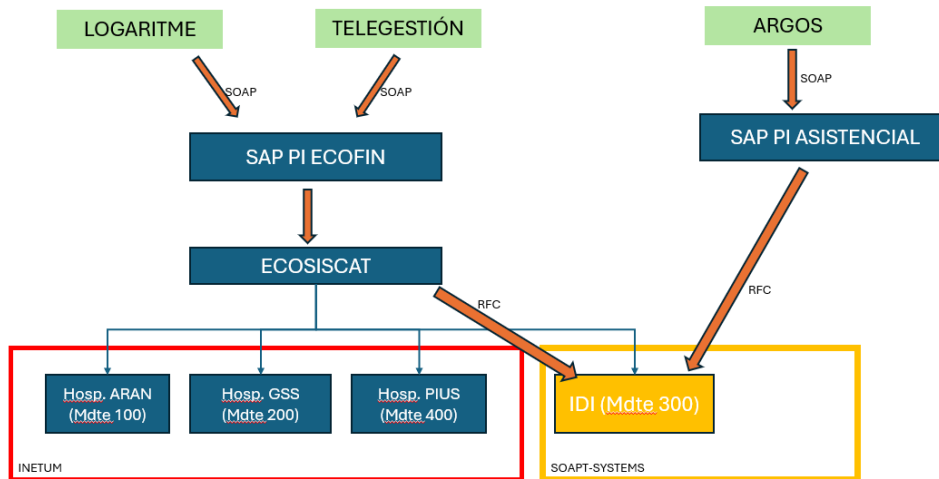 LOGARITME
TELEGESTIÓN
ARGOS
SOAP
SOAP
SOAP
SAP PI ECOFIN
SAP PI ASISTENCIAL
ECOSISCAT
RFC
RFC
Hosp. ARAN
(Mdte 100)
Hosp. GSS
(Mdte 200)
Hosp. PIUS
(Mdte 400)
IDI (Mdte 300)
INETUM
SOAPT-SYSTEMS